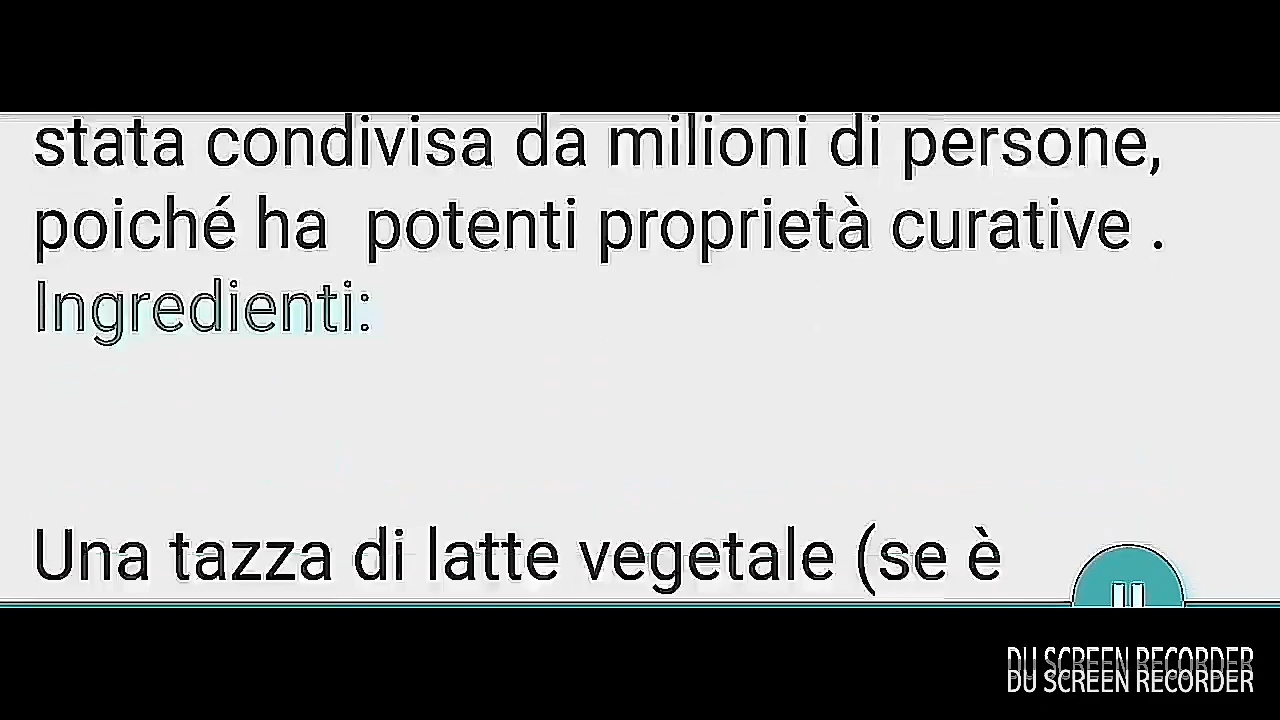 stata condivisa da milioni di persone,
poiché ha  potenti proprietà curative .
Ingredienti:
Una tazza di latte vegetale (se è
DU SCREEN RECORDER
DU SCREEN RECORDER